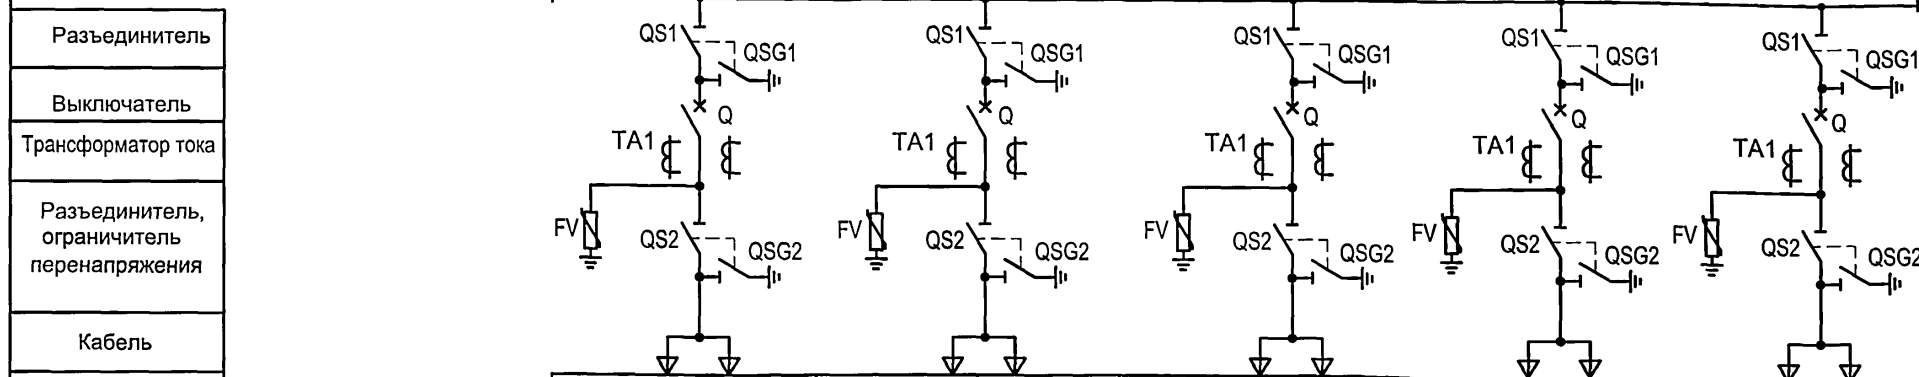 Разъединитель
Выключатель
Трансформатор тока
Разъединитель,
ограничитель
перенапряжения
Кабель
QS1
QSG1
Q
TA1
FV
QS2
QSG2
QS1
QSG1
Q
TA1
FV
QS2
QSG2
QS1
QSG1
Q
TA1
FV
QS2
QSG2
QS1
QSG1
Q
TA1
FV
QS2
QSG2
QS1
QSG1
Q
TA1
FV
QS2
QSG2